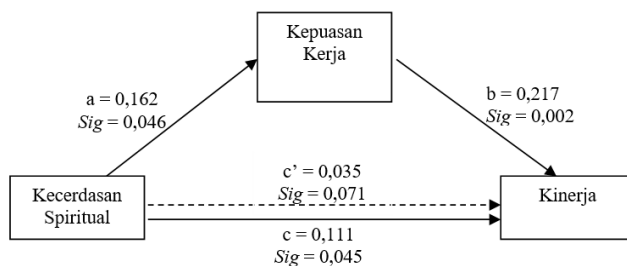 Kepuasan
Kerja
a = 0,162
Sig = 0,046
b = 0,217
Sig = 0,002
Kecerdasan
Spiritual
c’ = 0,035
Sig = 0,071
c = 0,111
Sig = 0,045
Kinerja